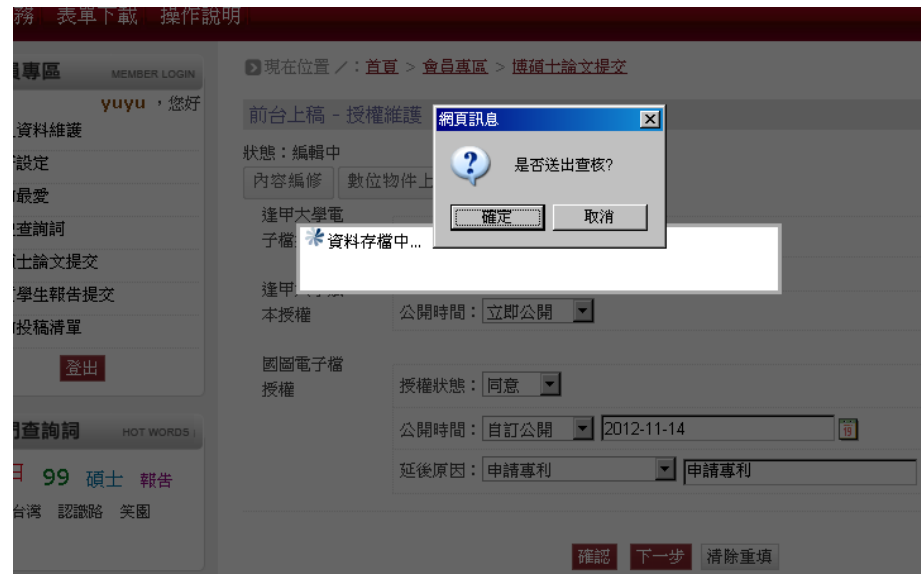 務 表單下載 操作說明
員專區 MEMBER LOGIN
yuyu ，您好
資料維護
設定
最愛
查詢詞
士論文提交
學生報告提交
投稿清單
登出
查詢詞 HOT WORDS
99 碩士 報告
台灣 認識路 笑園
現在位置／：首頁 > 會員專區 > 博碩士論文提交
前台上稿 - 授權維護
狀態：編輯中
內容編修 數位物件上
網頁訊息
是否送出查核?
確定 取消
資料存檔中...
逢甲大學電
子檔
逢甲
本授權
公開時間：立即公開
國圖電子檔
授權
授權狀態：同意
公開時間：自訂公開 2012-11-14
延後原因：申請專利 申請專利
確認 下一步 清除重填